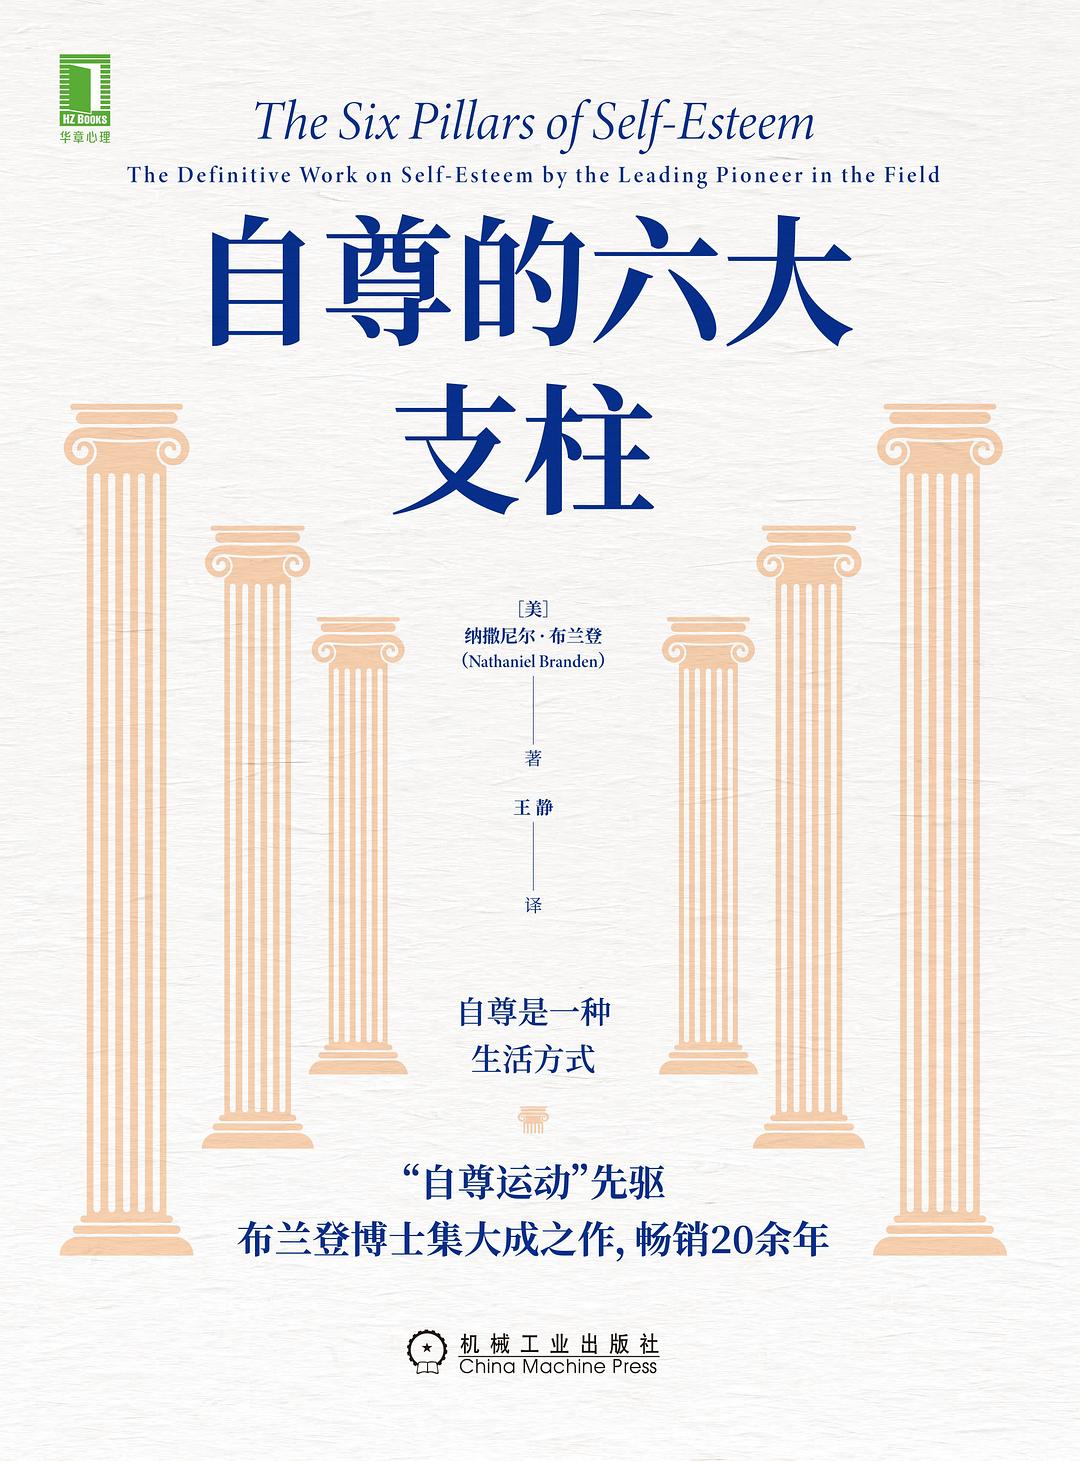 HZ BOOKS
华章心理
The Six Pillars of Self-Esteem
The Definitive Work on Self-Esteem by the Leading Pioneer in the Field
自尊的六大
支柱
［美］
纳撒尼尔·布兰登
（Nathaniel Branden）
著
王 静
译
自尊是一种
生活方式
“自尊运动”先驱
布兰登博士集大成之作, 畅销20余年
机械工业出版社
China Machine Press